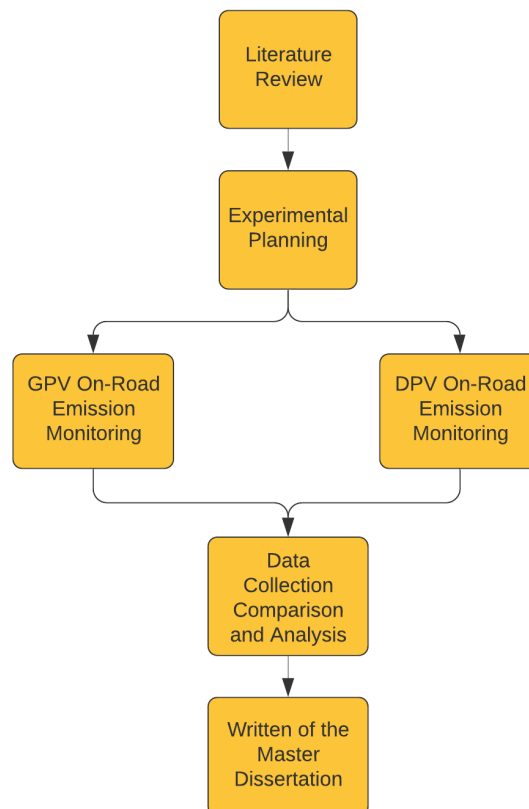 Literature
Review
Experimental
Planning
GPV On-Road
Emission
Monitoring
DPV On-Road
Emission
Monitoring
Data
Collection
Comparison
and Analysis
Written of the
Master
Dissertation